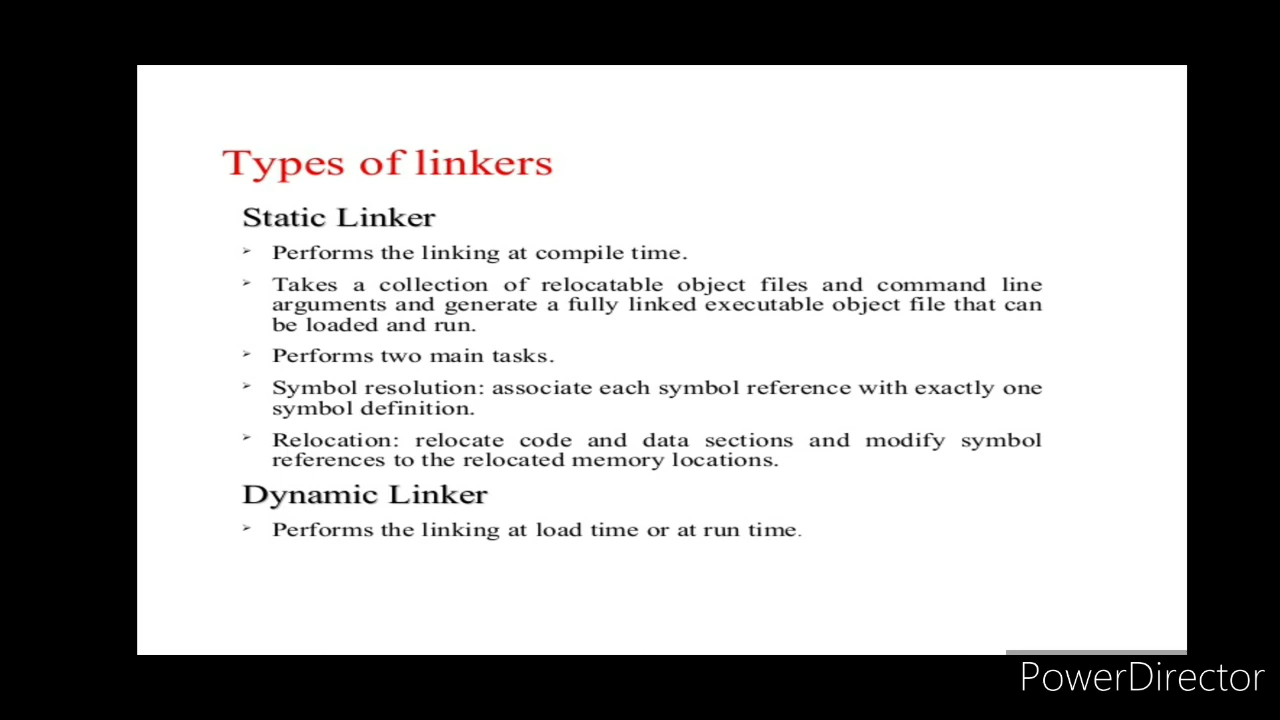 Types of linkers
Static Linker
➢ Performs the linking at compile time.
➢ Takes a collection of relocatable object files and command line
arguments and generate a fully linked executable object file that can
be loaded and run.
➢ Performs two main tasks.
➢ Symbol resolution: associate each symbol reference with exactly one
symbol definition.
➢ Relocation: relocate code and data sections and modify symbol
references to the relocated memory locations.
Dynamic Linker
➢ Performs the linking at load time or at run time.
PowerDirector